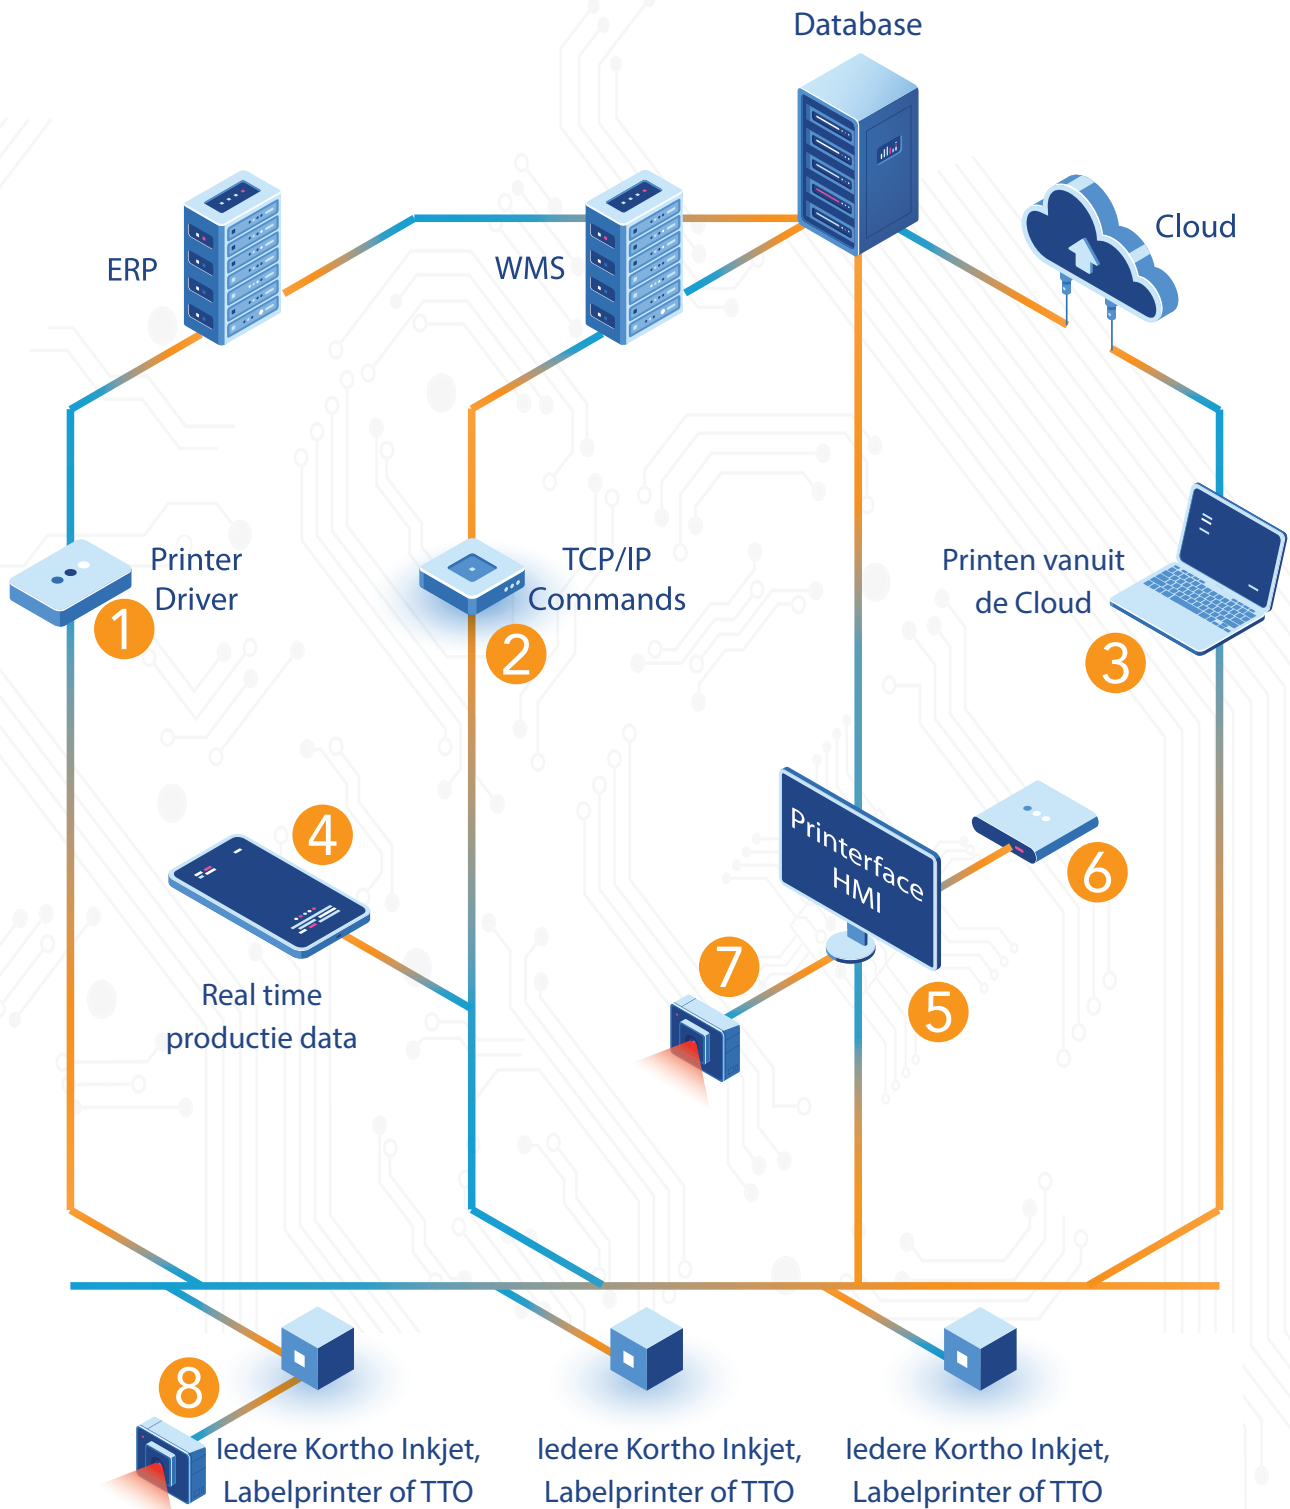 Database
Cloud
ERP
WMS
Printer
Driver
1
TCP/IP
Commands
2
Printen vanuit
de Cloud
3
4
Real time
productie data
Printerface
HMI
5
6
7
8
Iedere Kortho Inkjet,
Labelprinter of TTO
Iedere Kortho Inkjet,
Labelprinter of TTO
Iedere Kortho Inkjet,
Labelprinter of TTO